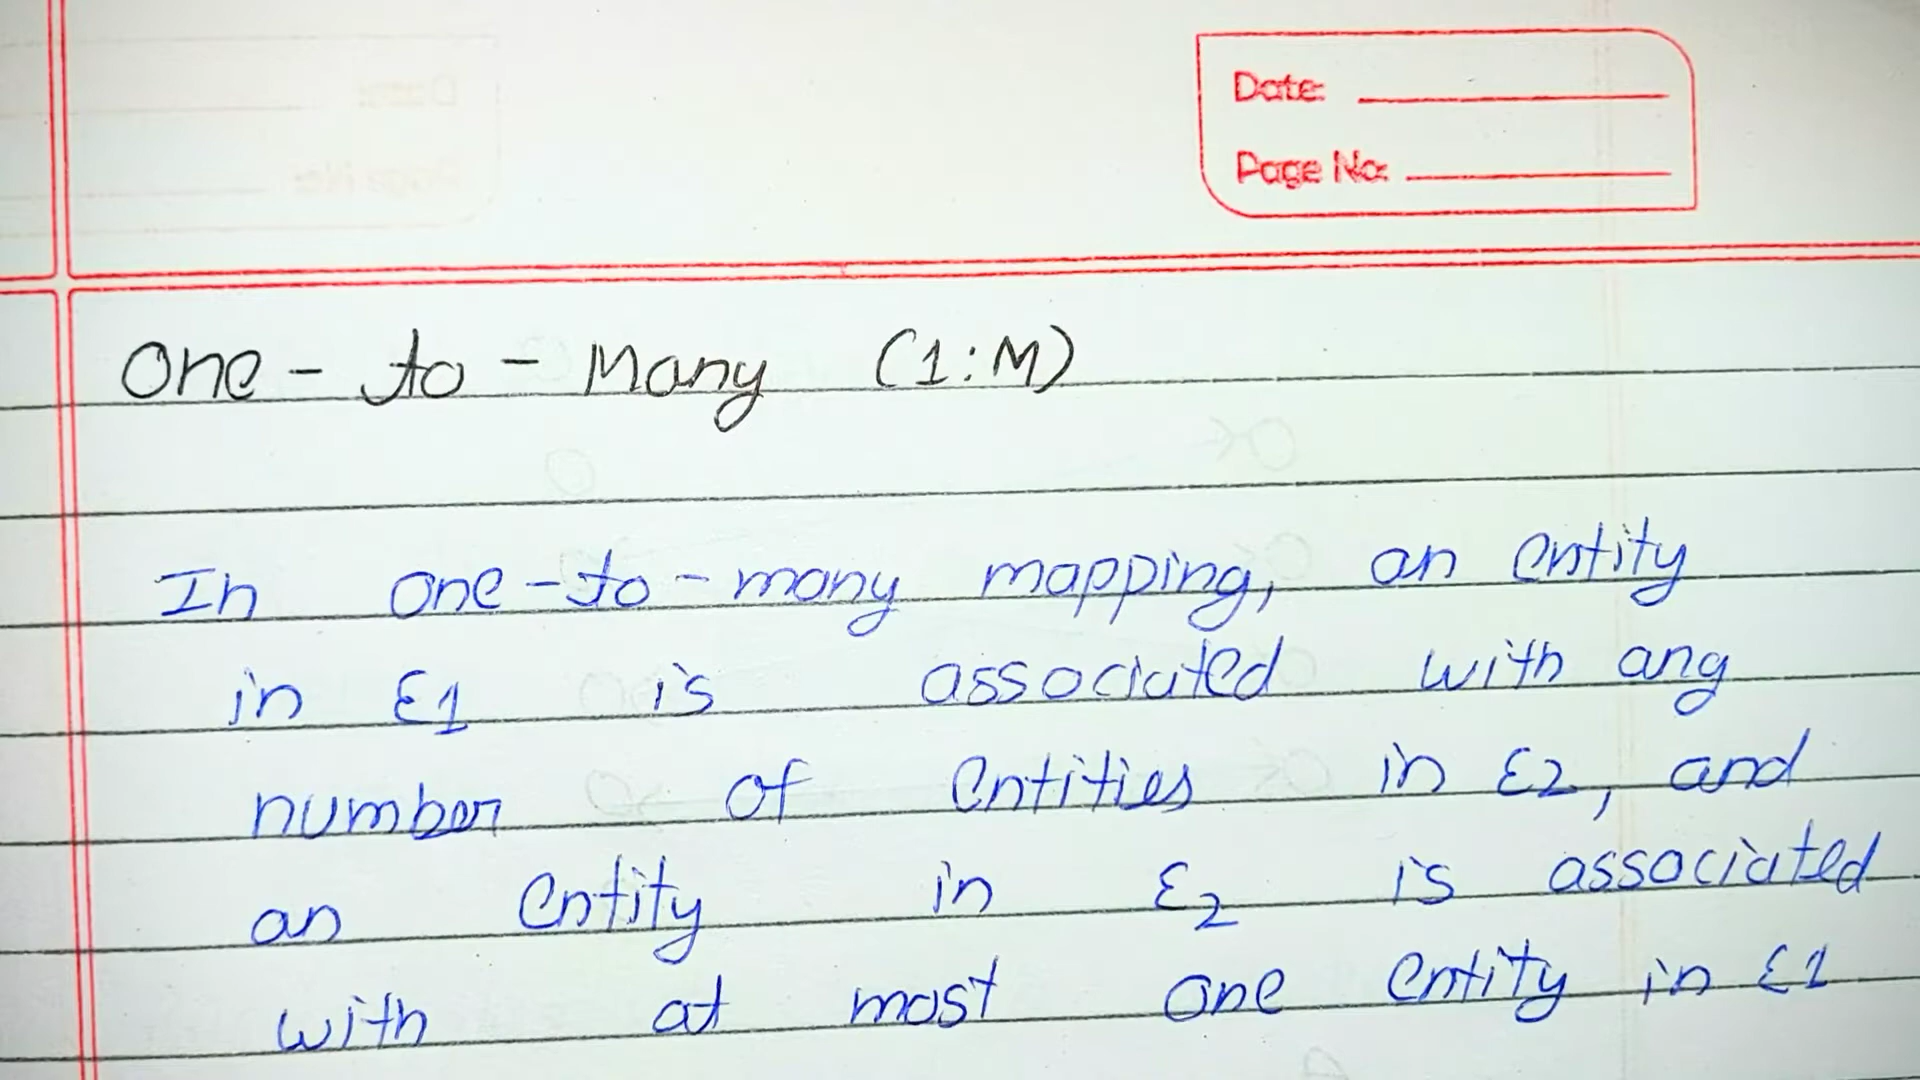 Date:
Page No:
One - to - Many (1:M)
In one-to-many mapping, an entity
in E1 is associated with any
number of entities in E2, and
an entity in E2 is associated
with at most one entity in E1